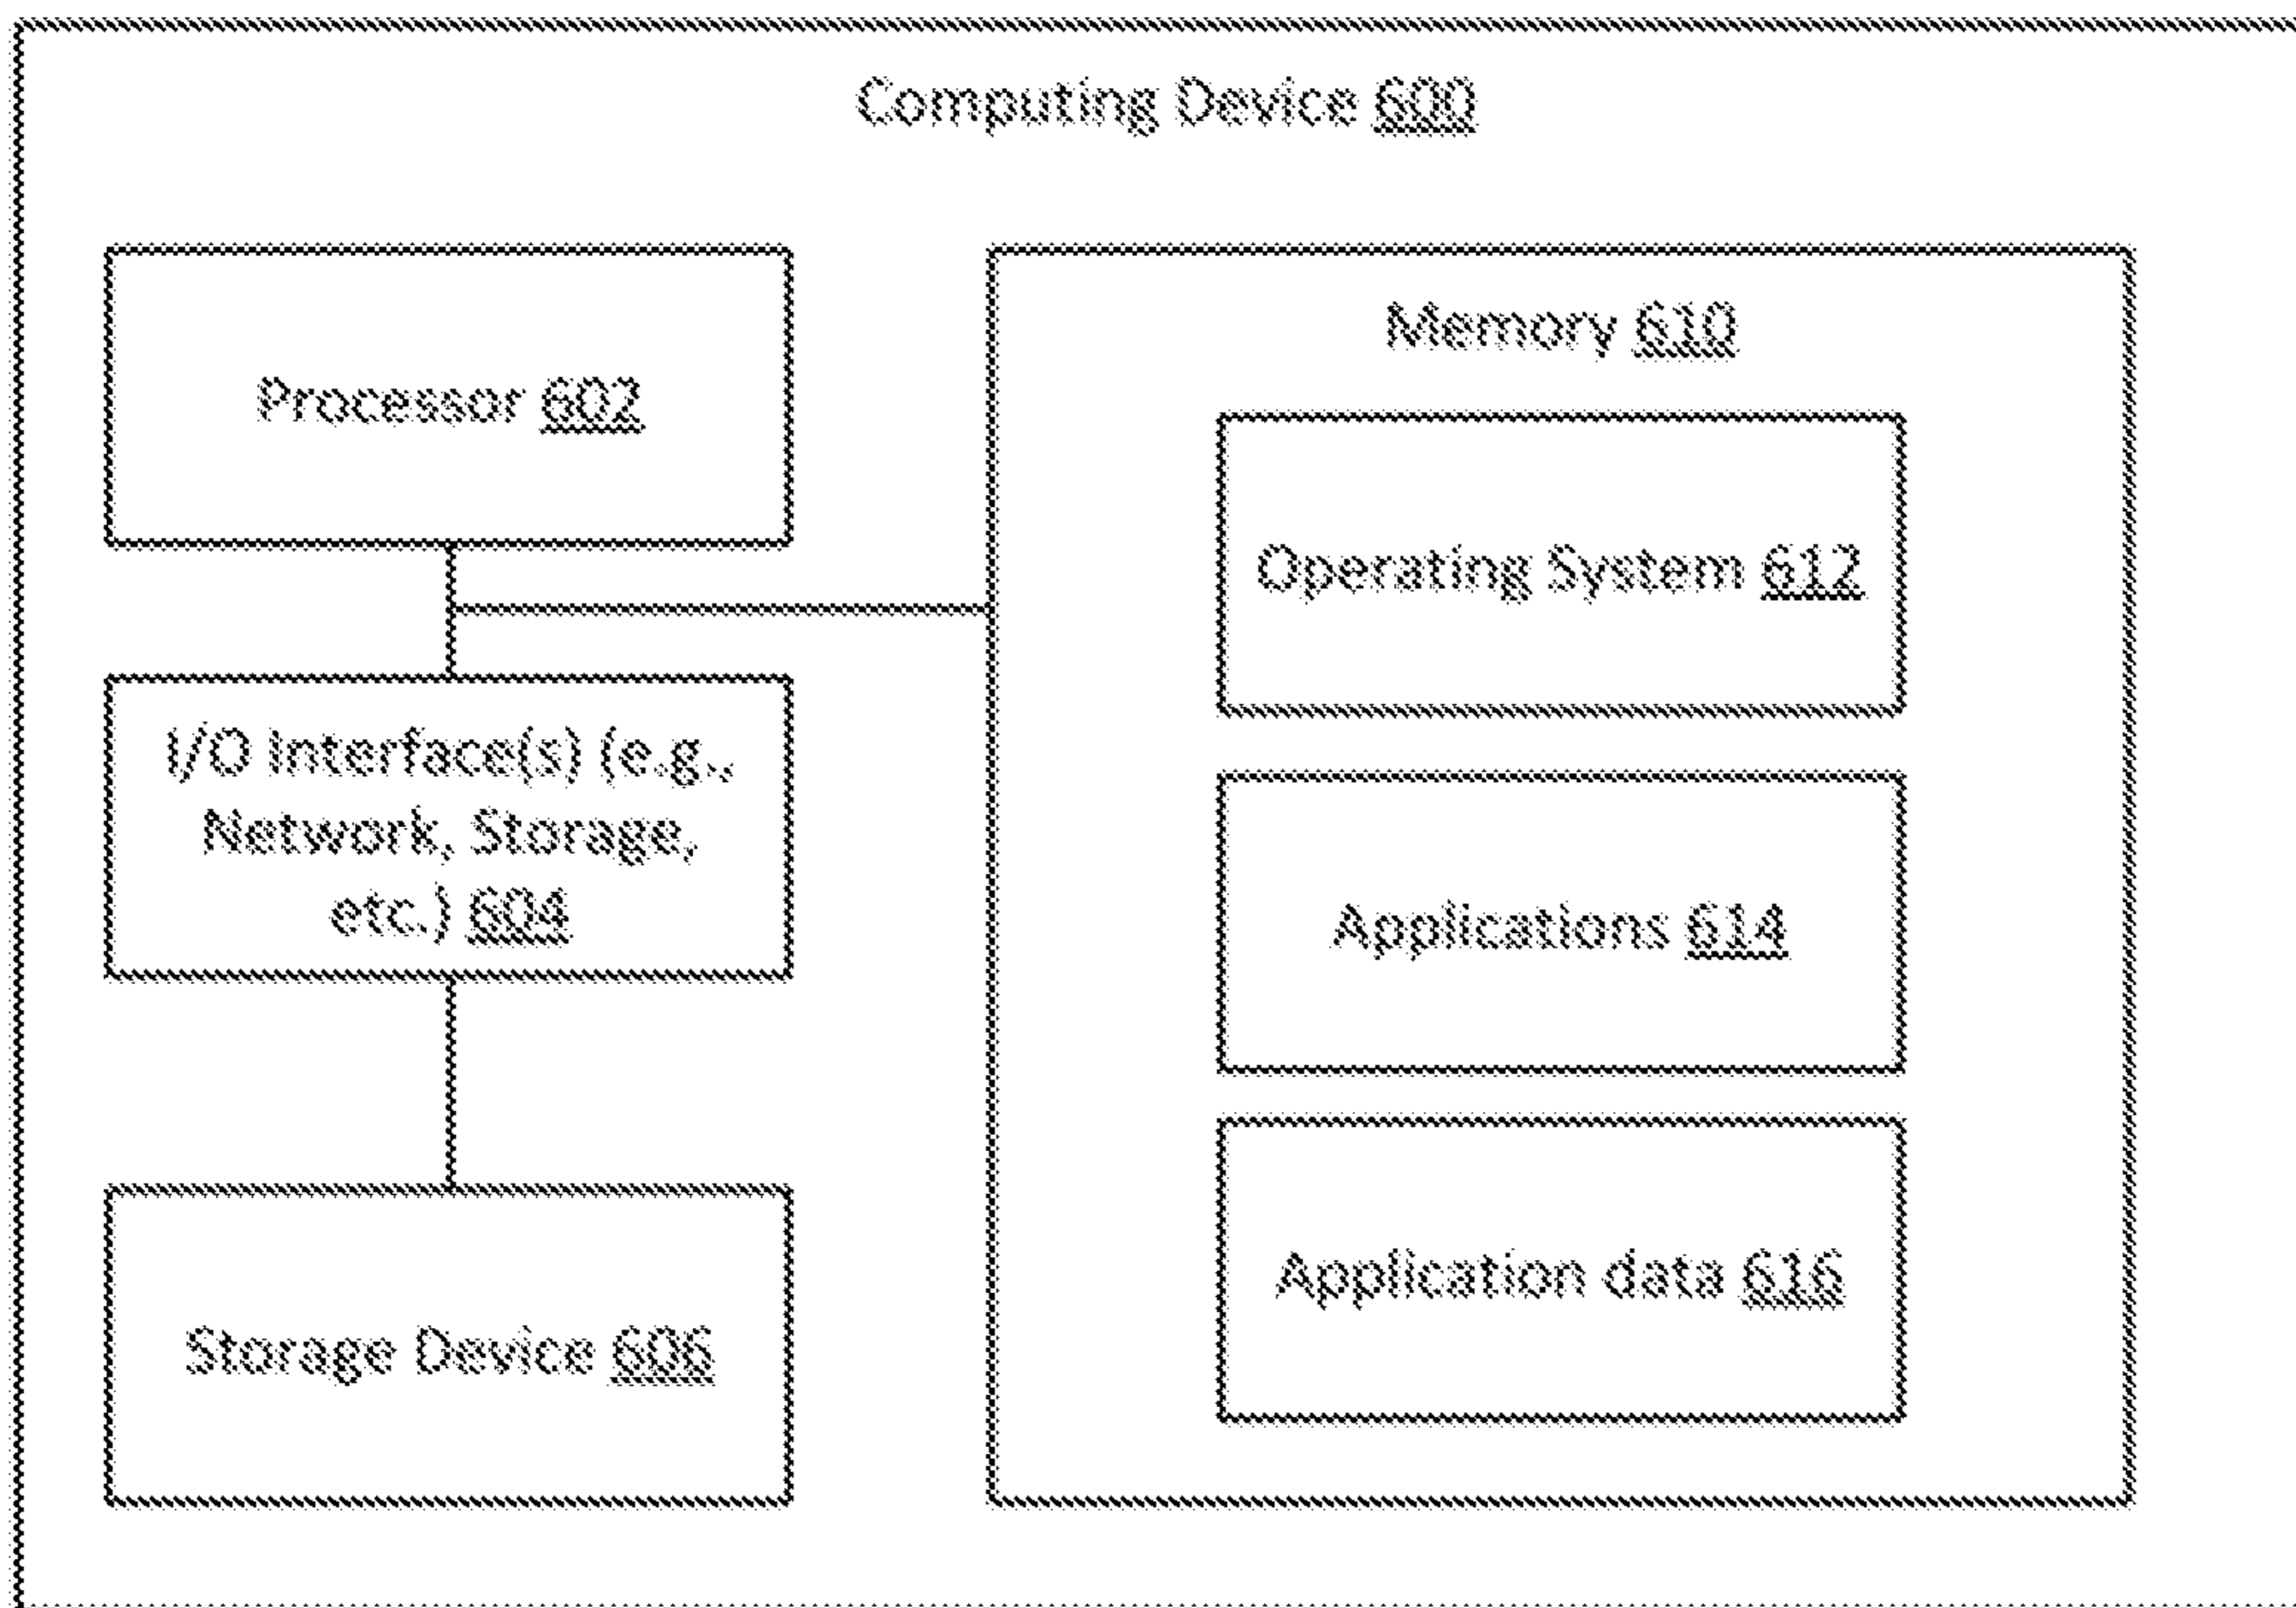 Computing Device 600
Processor 602
I/O Interface(s) (e.g.,
Network, Storage,
etc.) 604
Storage Device 606
Memory 610
Operating System 612
Applications 614
Application data 616